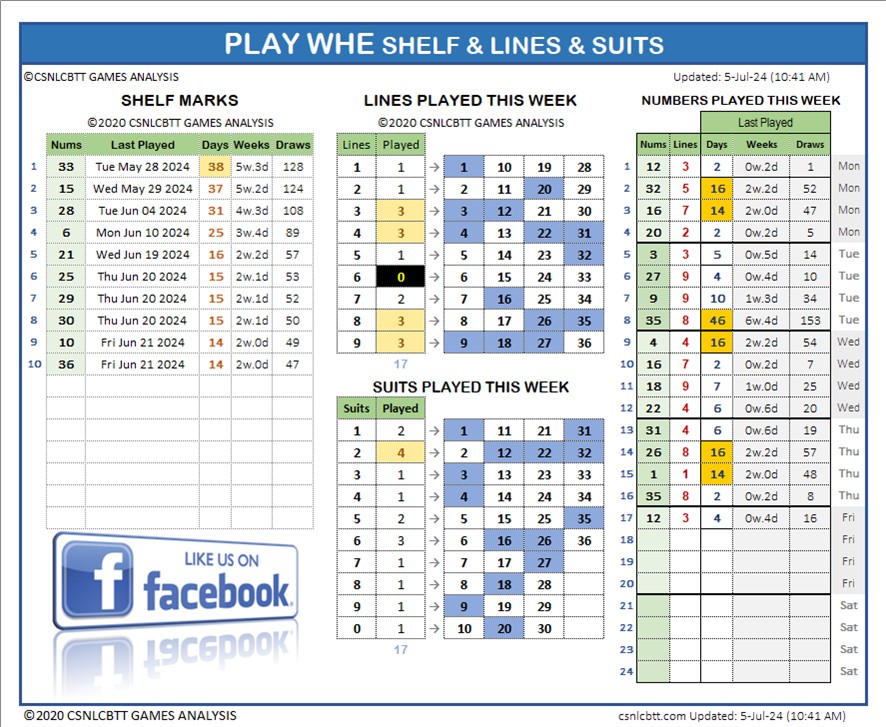 PLAY WHE SHELF & LINES & SUITS
©CSNLCBTT GAMES ANALYSIS
Updated: 5-Jul-24 (10:41 AM)
SHELF MARKS
©2020 CSNLCBTT GAMES ANALYSIS
Nums Last Played Days Weeks Draws
1 33 Tue May 28 2024 38 5w.3d 128
2 15 Wed May 29 2024 37 5w.2d 124
3 28 Tue Jun 04 2024 31 4w.3d 108
4 6 Mon Jun 10 2024 25 3w.4d 89
5 21 Wed Jun 19 2024 16 2w.2d 57
6 25 Thu Jun 20 2024 15 2w.1d 53
7 29 Thu Jun 20 2024 15 2w.1d 52
8 30 Thu Jun 20 2024 15 2w.1d 50
9 10 Fri Jun 21 2024 14 2w.0d 49
10 36 Fri Jun 21 2024 14 2w.0d 47
LIKE US ON
f facebook®
LINES PLAYED THIS WEEK
©2020 CSNLCBTT GAMES ANALYSIS
Lines Played
1 1 → 1 10 19 28
2 1 → 2 11 20 29
3 3 → 3 12 21 30
4 3 → 4 13 22 31
5 1 → 5 14 23 32
6 0 → 6 15 24 33
7 2 → 7 16 25 34
8 3 → 8 17 26 35
9 3 → 9 18 27 36
17
SUITS PLAYED THIS WEEK
Suits Played
1 2 → 1 11 21 31
2 4 → 2 12 22 32
3 1 → 3 13 23 33
4 1 → 4 14 24 34
5 2 → 5 15 25 35
6 3 → 6 16 26 36
7 1 → 7 17 27
8 1 → 8 18 28
9 1 → 9 19 29
0 1 → 10 20 30
17
NUMBERS PLAYED THIS WEEK
Last Played
Nums Lines Days Weeks Draws
1 12 3 2 0w.2d 1 Mon
2 32 5 16 2w.2d 52 Mon
3 16 7 14 2w.0d 47 Mon
4 20 2 2 0w.2d 5 Mon
5 3 3 5 0w.5d 14 Tue
6 27 9 4 0w.4d 10 Tue
7 9 9 10 1w.3d 34 Tue
8 35 8 46 6w.4d 153 Tue
9 4 4 16 2w.2d 54 Wed
10 16 7 2 0w.2d 7 Wed
11 18 9 7 1w.0d 25 Wed
12 22 4 6 0w.6d 20 Wed
13 31 4 6 0w.6d 19 Thu
14 26 8 16 2w.2d 57 Thu
15 1 1 14 2w.0d 48 Thu
16 35 8 2 0w.2d 8 Thu
17 12 3 4 0w.4d 16 Fri
18 Fri
19 Fri
20 Fri
21 Sat
22 Sat
23 Sat
24 Sat
©2020 CSNLCBTT GAMES ANALYSIS
csnlcbtt.com Updated: 5-Jul-24 (10:41 AM)